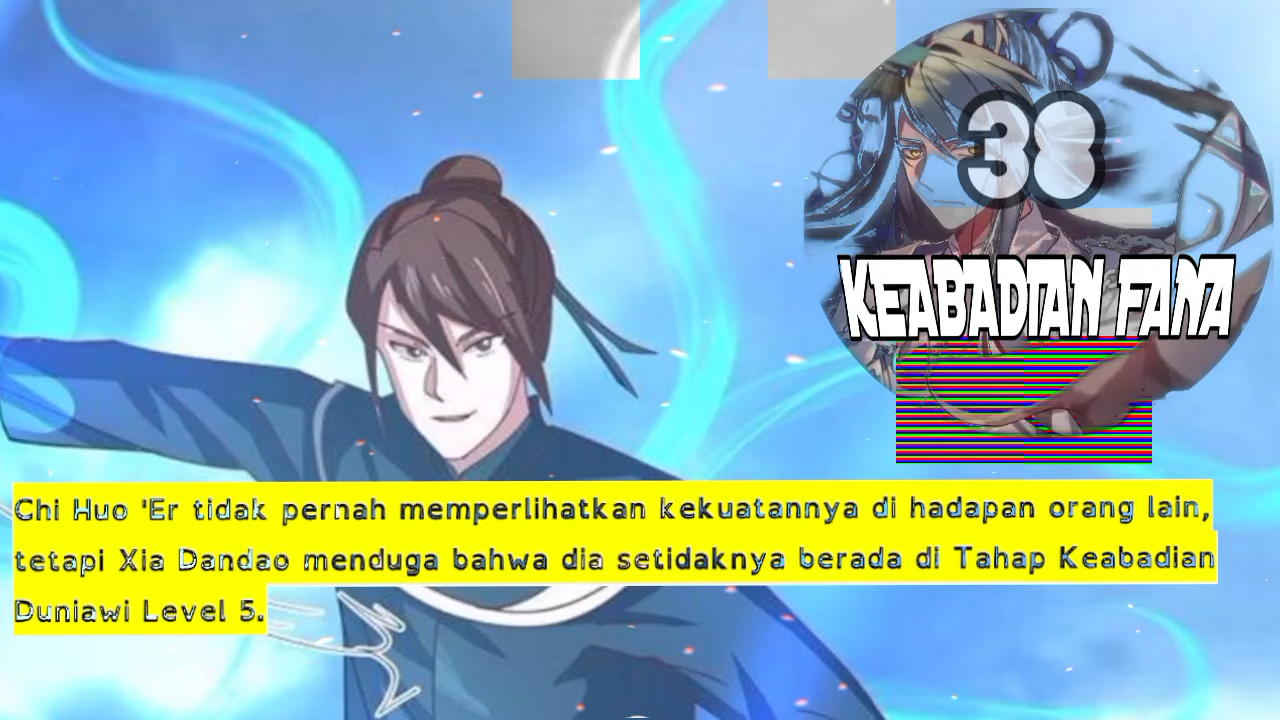 38
KEABADIAN FANA
Chi Huo 'Er tidak pernah memperlihatkan kekuatannya di hadapan orang lain,
tetapi Xia Dandao menduga bahwa dia setidaknya berada di Tahap Keabadian
Duniawi Level 5.